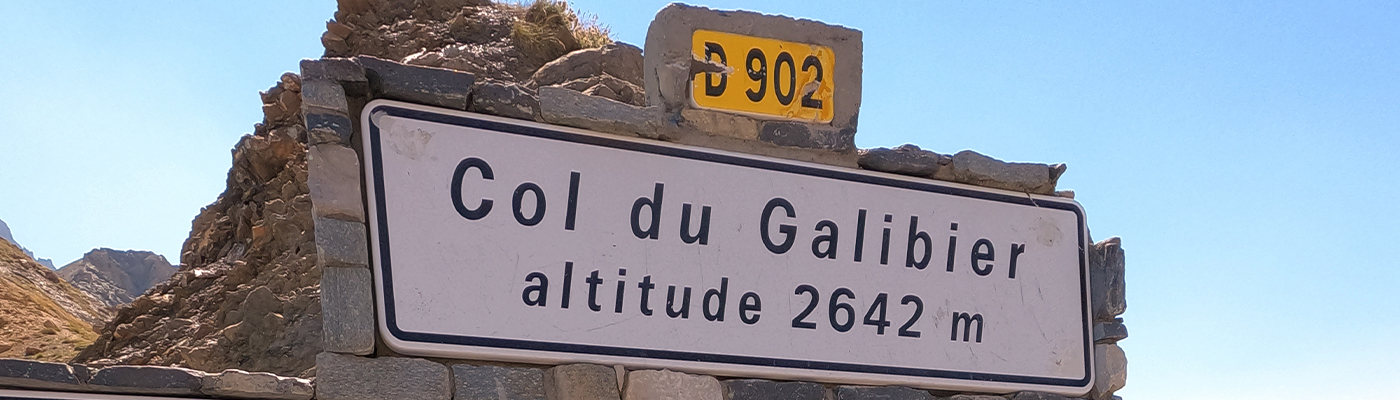 D 902
Col du Galibier
altitude 2642 m